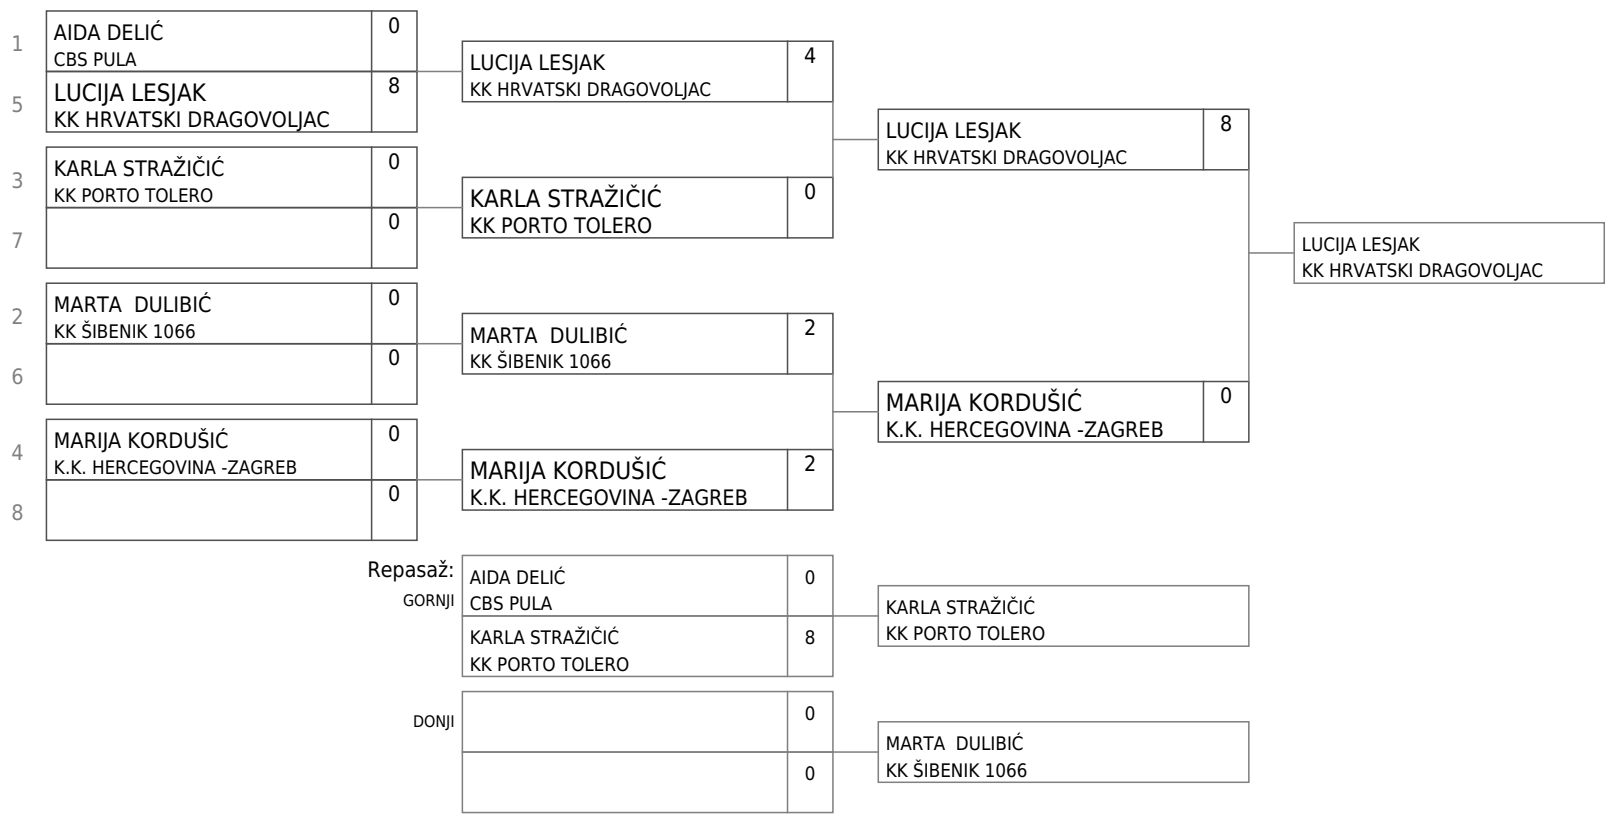 1
AIDA DELIĆ
CBS PULA
0
5
LUCIJA LESJAK
KK HRVATSKI DRAGOVOLJAC
8
3
KARLA STRAŽIČIĆ
KK PORTO TOLERO
0
7
0
2
MARTA  DULIBIĆ
KK ŠIBENIK 1066
0
6
0
4
MARIJA KORDUŠIĆ
K.K. HERCEGOVINA -ZAGREB
0
8
0
LUCIJA LESJAK
KK HRVATSKI DRAGOVOLJAC
4
KARLA STRAŽIČIĆ
KK PORTO TOLERO
0
MARTA  DULIBIĆ
KK ŠIBENIK 1066
2
MARIJA KORDUŠIĆ
K.K. HERCEGOVINA -ZAGREB
2
LUCIJA LESJAK
KK HRVATSKI DRAGOVOLJAC
8
MARIJA KORDUŠIĆ
K.K. HERCEGOVINA -ZAGREB
0
LUCIJA LESJAK
KK HRVATSKI DRAGOVOLJAC
Repasaž:
GORNJI
AIDA DELIĆ
CBS PULA
0
KARLA STRAŽIČIĆ
KK PORTO TOLERO
8
KARLA STRAŽIČIĆ
KK PORTO TOLERO
DONJI
0
0
MARTA  DULIBIĆ
KK ŠIBENIK 1066